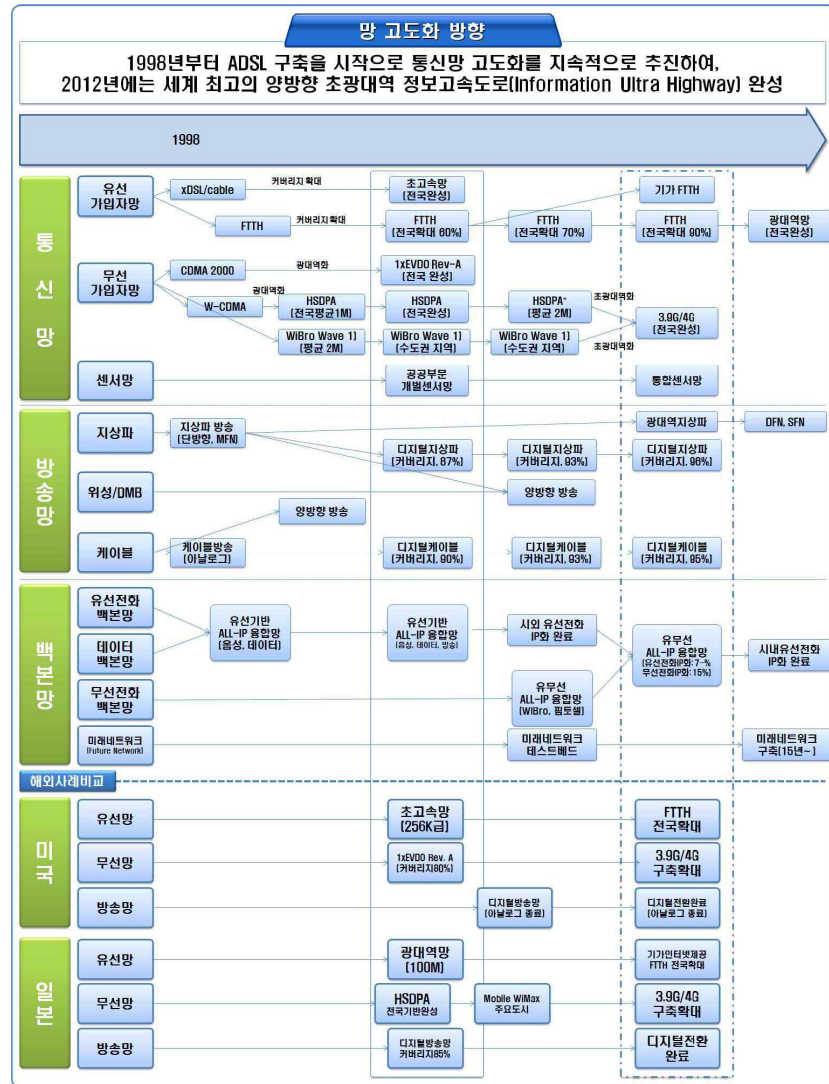 망 고도화 방향
1998년부터 ADSL 구축을 시작으로 통신망 고도화를 지속적으로 추진하여,
2012년에는 세계 최고의 양방향 초광대역 정보고속도로(Information Ultra Highway) 완성
1998
통신망
유선
가입자망
xDSL/cable
커버리지 확대
초고속망
(전국완성)
기가 FTTH
FTTH
커버리지 확대
FTTH
(전국확대 60%)
FTTH
(전국확대 70%)
FTTH
(전국확대 90%)
광대역망
(전국완성)
무선
가입자망
CDMA 2000
광대역화
1xEVDO Rev-A
(전국 완성)
W-CDMA
광대역화
HSDPA
(전국평균1M)
HSDPA
(전국완성)
HSDPA+
(평균 2M)
초광대역화
3.9G/4G
(전국완성)
WiBro Wave 1)
(평균 2M)
WiBro Wave 1)
(수도권 지역)
WiBro Wave 1)
(수도권 지역)
초광대역화
센서망
공공부문
개별센서망
통합센서망
방송망
지상파
지상파 방송
(단방향, MFN)
광대역지상파
DFN, SFN
디지털지상파
(커버리지, 87%)
디지털지상파
(커버리지, 93%)
디지털지상파
(커버리지, 96%)
위성/DMB
양방향 방송
양방향 방송
케이블
케이블방송
(아날로그)
디지털케이블
(커버리지, 90%)
디지털케이블
(커버리지, 93%)
디지털케이블
(커버리지, 95%)
백본망
유선전화
백본망
데이터
백본망
유선기반
ALL-IP 융합망
(음성, 데이터)
유선기반
ALL-IP 융합망
(음성, 데이터, 방송)
시외 유선전화
IP화 완료
유무선
ALL-IP 융합망
(유선전화IP화: 7~%
무선전화IP화: 15%)
시내유선전화
IP화 완료
무선전화
백본망
유무선
ALL-IP 융합망
(WiBro, 펨토셀)
미래네트워크
(Future Network)
미래네트워크
테스트베드
미래네트워크
구축(15년~)
해외사례비교
미국
유선망
초고속망
(256K급)
FTTH
전국확대
무선망
1xEVDO Rev. A
(커버리지80%)
3.9G/4G
구축확대
방송망
디지털방송망
(아날로그 종료)
디지털전환완료
(아날로그 종료)
일본
유선망
광대역망
(100M)
기가인터넷제공
FTTH 전국확대
무선망
HSDPA
전국기반완성
Mobile WiMax
주요도시
3.9G/4G
구축확대
방송망
디지털방송망
커버리지85%
디지털전환
완료